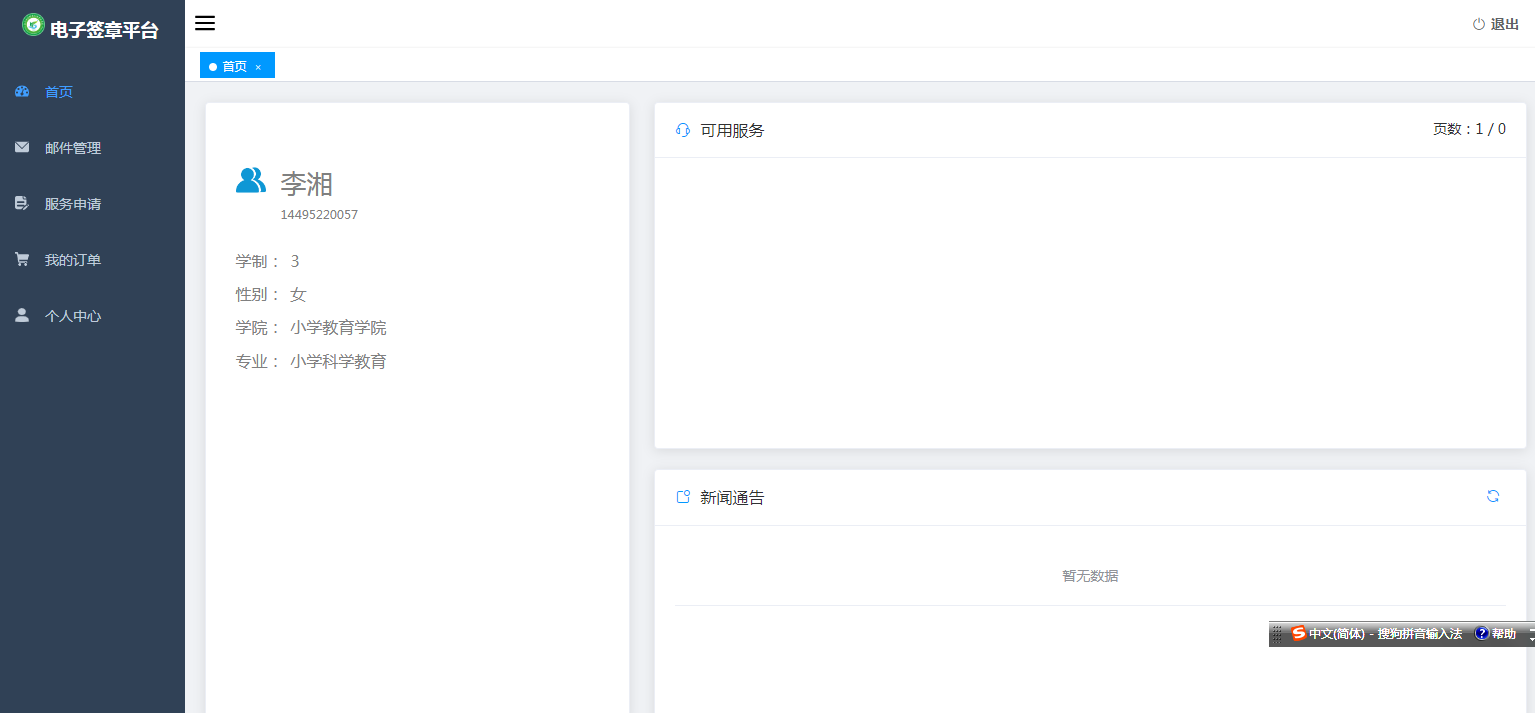 电子签章平台
退出
首页 ×
首页
邮件管理
服务申请
我的订单
个人中心
李湘
14495220057
学制： 3
性别： 女
学院： 小学教育学院
专业： 小学科学教育
可用服务
页数：1 / 0
新闻通告
暂无数据
中文(简体) - 搜狗拼音输入法 ? 帮助